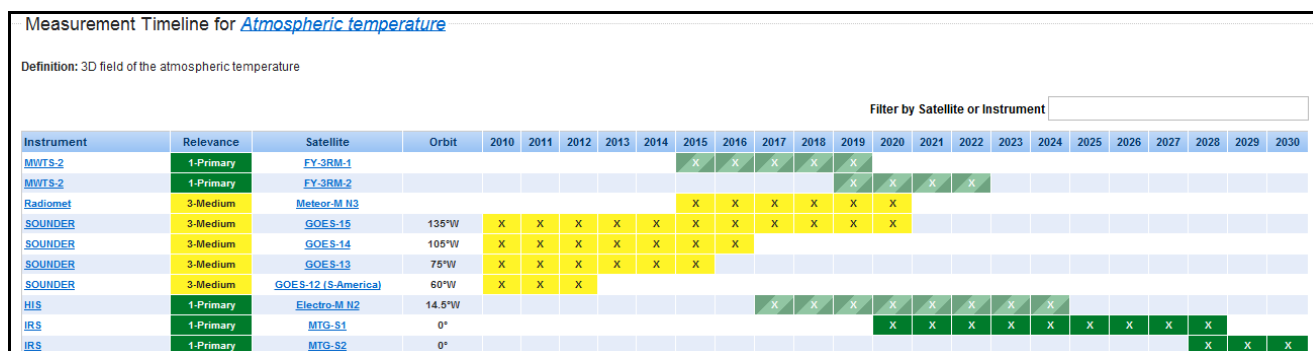 Measurement Timeline for Atmospheric temperature
Definition: 3D field of the atmospheric temperature
Filter by Satellite or Instrument
Instrument Relevance Satellite Orbit 2010 2011 2012 2013 2014 2015 2016 2017 2018 2019 2020 2021 2022 2023 2024 2025 2026 2027 2028 2029 2030
MWTS-2 1-Primary FY-3RM-1 X X X X X
MWTS-2 1-Primary FY-3RM-2 X X X X
Radiomet 3-Medium Meteor-M N3 X X X X X X
SOUNDER 3-Medium GOES-15 135°W X X X X X X X X X X X
SOUNDER 3-Medium GOES-14 105°W X X X X X X X
SOUNDER 3-Medium GOES-13 75°W X X X X X X
SOUNDER 3-Medium GOES-12 (S-America) 60°W X X X
HIS 1-Primary Electro-M N2 14.5°W X X X X X X X X
IRS 1-Primary MTG-S1 0° X X X X X X X X X
IRS 1-Primary MTG-S2 0° X X X